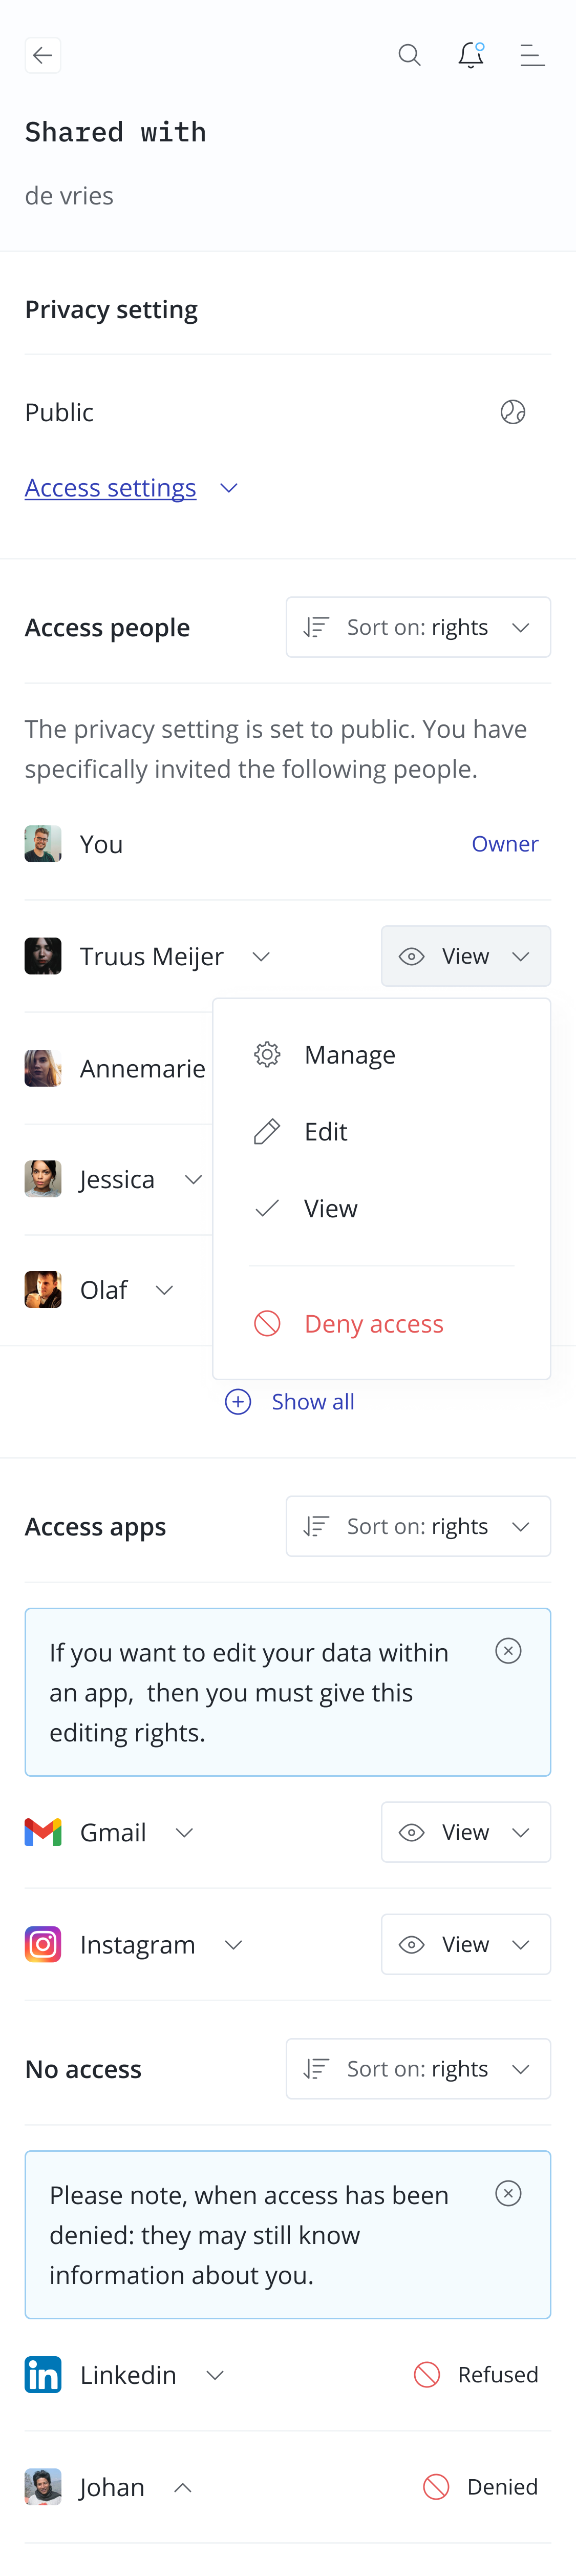 Shared with
de vries
Privacy setting
Public
Access settings
Access people
Sort on: rights
The privacy setting is set to public. You have
specifically invited the following people.
You
Owner
Truus Meijer
View
Annemarie
Manage
Edit
Jessica
View
Olaf
Deny access
Show all
Access apps
Sort on: rights
If you want to edit your data within
an app,  then you must give this
editing rights.
Gmail
View
Instagram
View
No access
Sort on: rights
Please note, when access has been
denied: they may still know
information about you.
in
Linkedin
Refused
Johan
Denied